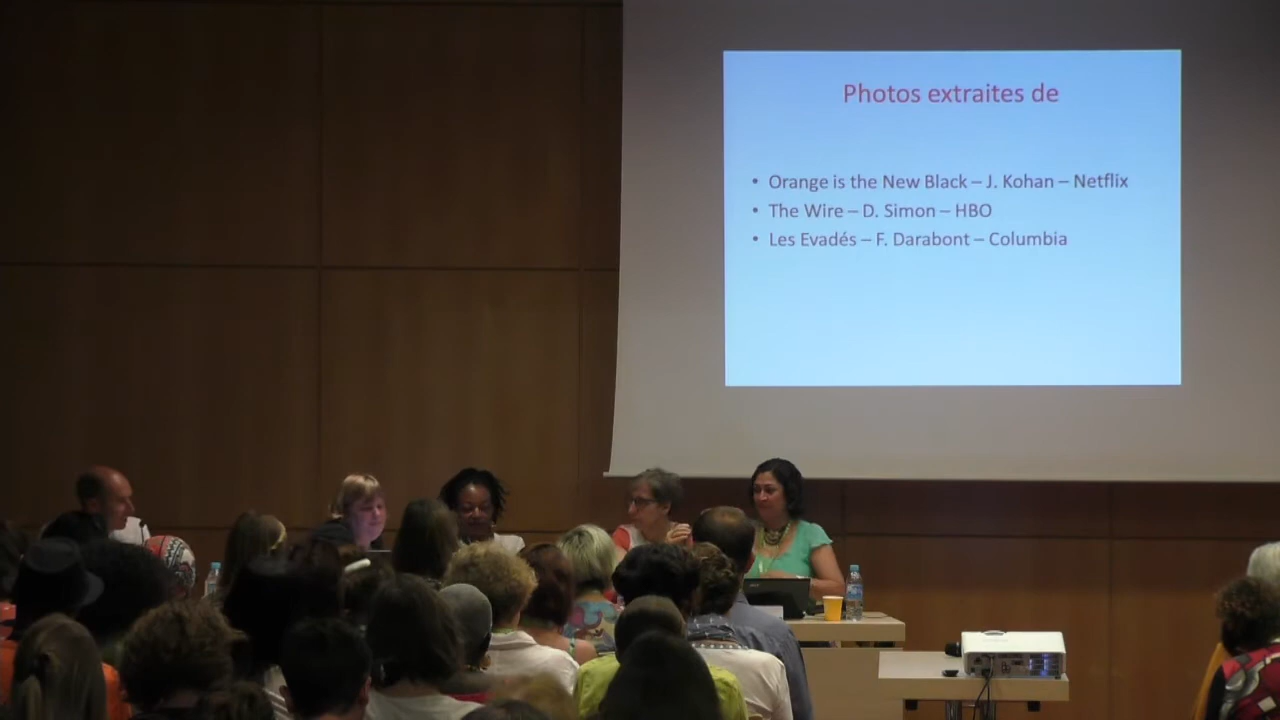 Photos extraites de
• Orange is the New Black – J. Kohan – Netflix
• The Wire – D. Simon – HBO
• Les Evadés – F. Darabont – Columbia